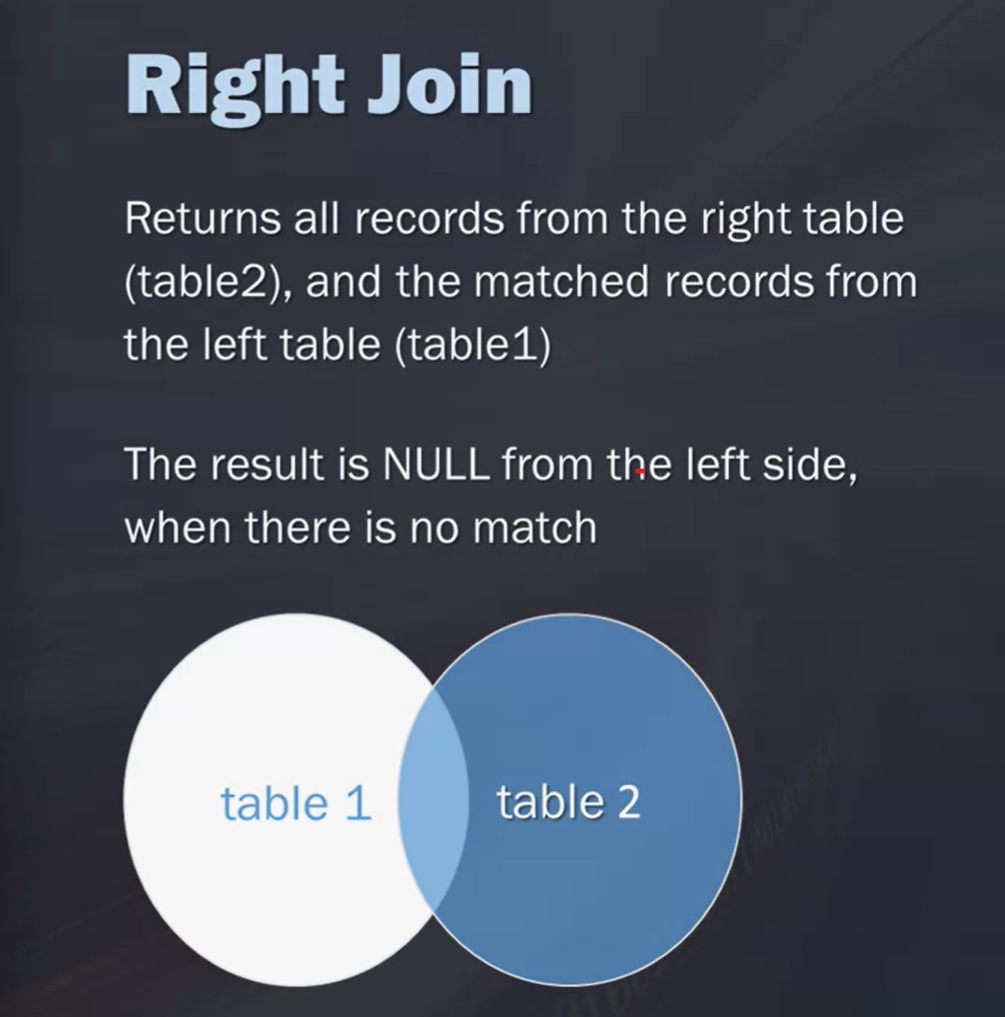 Right Join
Returns all records from the right table
(table2), and the matched records from
the left table (table1)
The result is NULL from the left side,
when there is no match
table 1
table 2